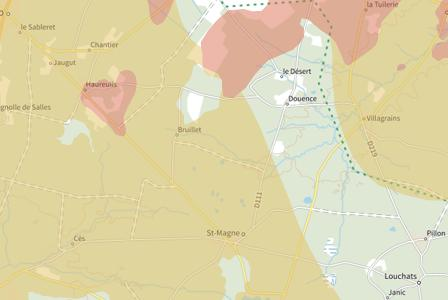 la Tuilerie
le Sableret
Chantier
Jaugut
le Désert
Haureuils
Douence
gnolle de Salles
Villagrains
Bruillet
D219
D111
St-Magne
Cés
Pillon
Louchats
Janic